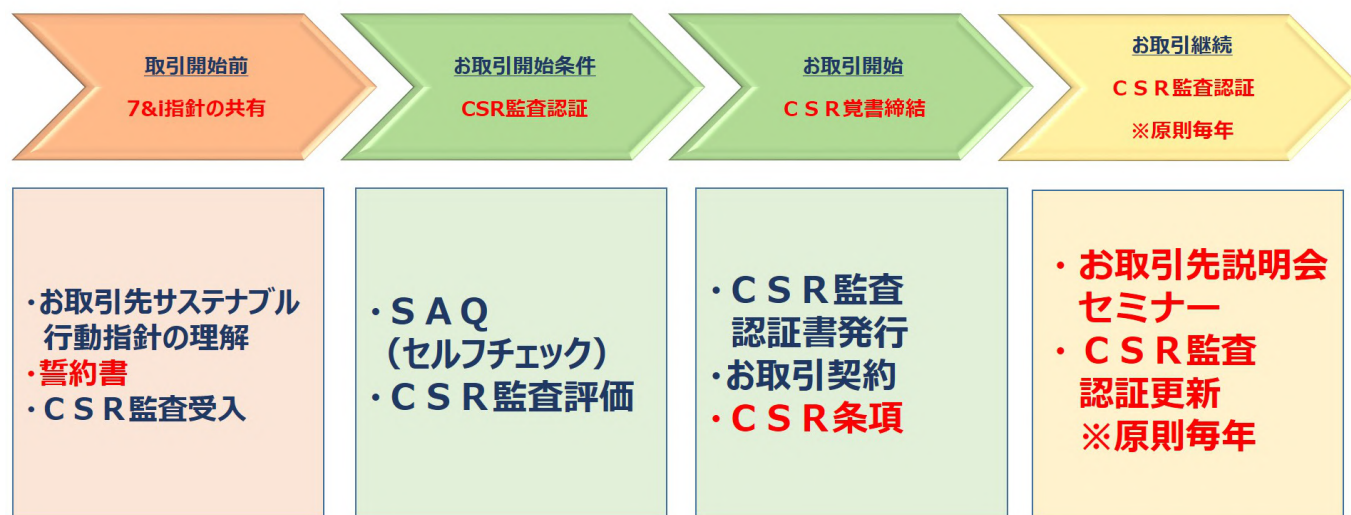 取引開始前
7&i指針の共有
お取引開始条件
CSR監査認証
お取引開始
ＣＳＲ覚書締結
お取引継続
ＣＳＲ監査認証
※原則毎年
・お取引先サステナブル
行動指針の理解
・誓約書
・ＣＳＲ監査受入
・ＳＡＱ
（セルフチェック）
・ＣＳＲ監査評価
・ＣＳＲ監査
認証書発行
・お取引契約
・ＣＳＲ条項
・お取引先説明会
セミナー
・ＣＳＲ監査
認証更新
※原則毎年